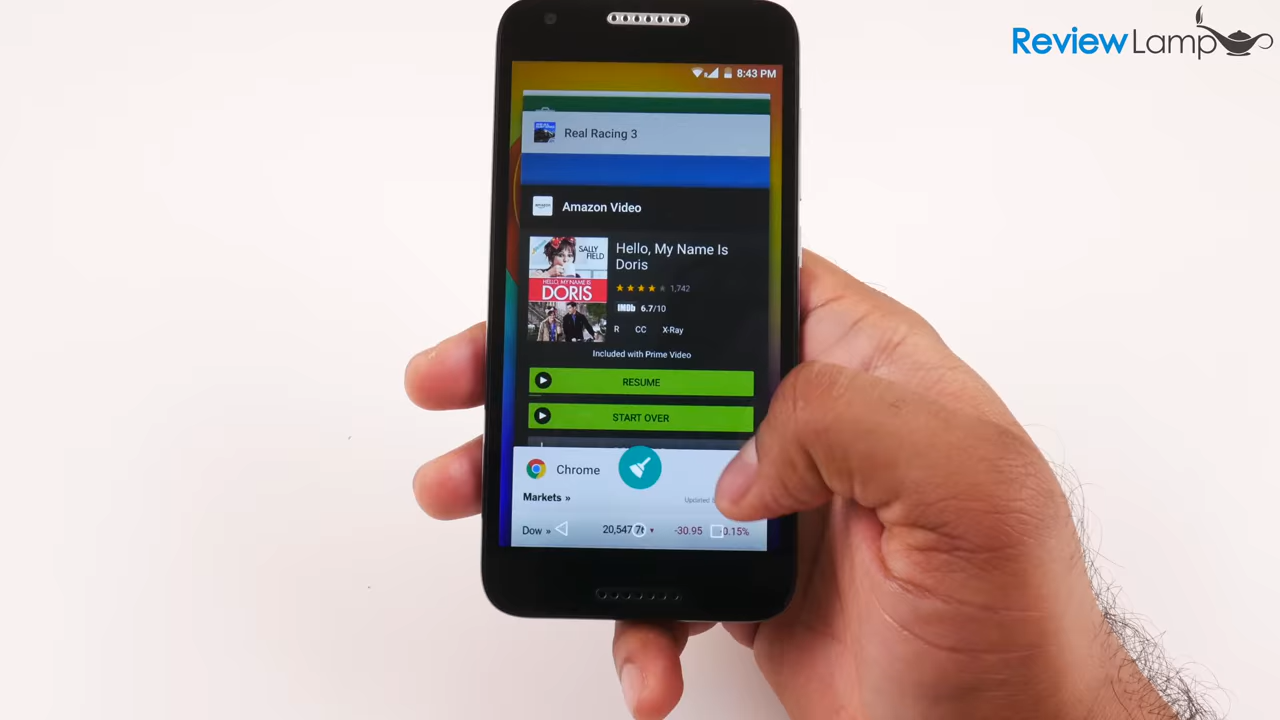 ReviewLamp
8:43 PM
Real Racing 3
Amazon Video
Hello, My Name Is
Doris
SALLY
FIELD
HELLO, MY NAME IS
DORIS
1,742
IMDb 6.7/10
R CC X-Ray
Included with Prime Video
RESUME
START OVER
Chrome
Markets »
Updated
Dow » 20,547.76 -30.95 0.15%